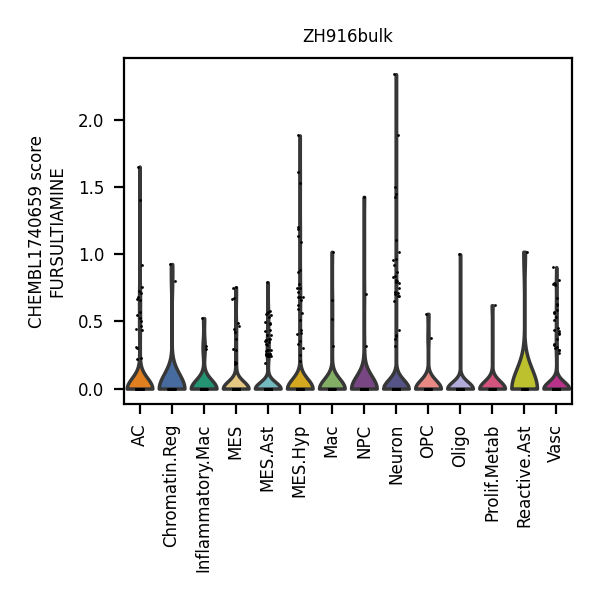 ZH916bulk
CHEMBL1740659 score
FURSULTIAMINE
2.0
1.5
1.0
0.5
0.0
AC
Chromatin.Reg
Inflammatory.Mac
MES
MES.Ast
MES.Hyp
Mac
NPC
Neuron
OPC
Oligo
Prolif.Metab
Reactive.Ast
Vasc